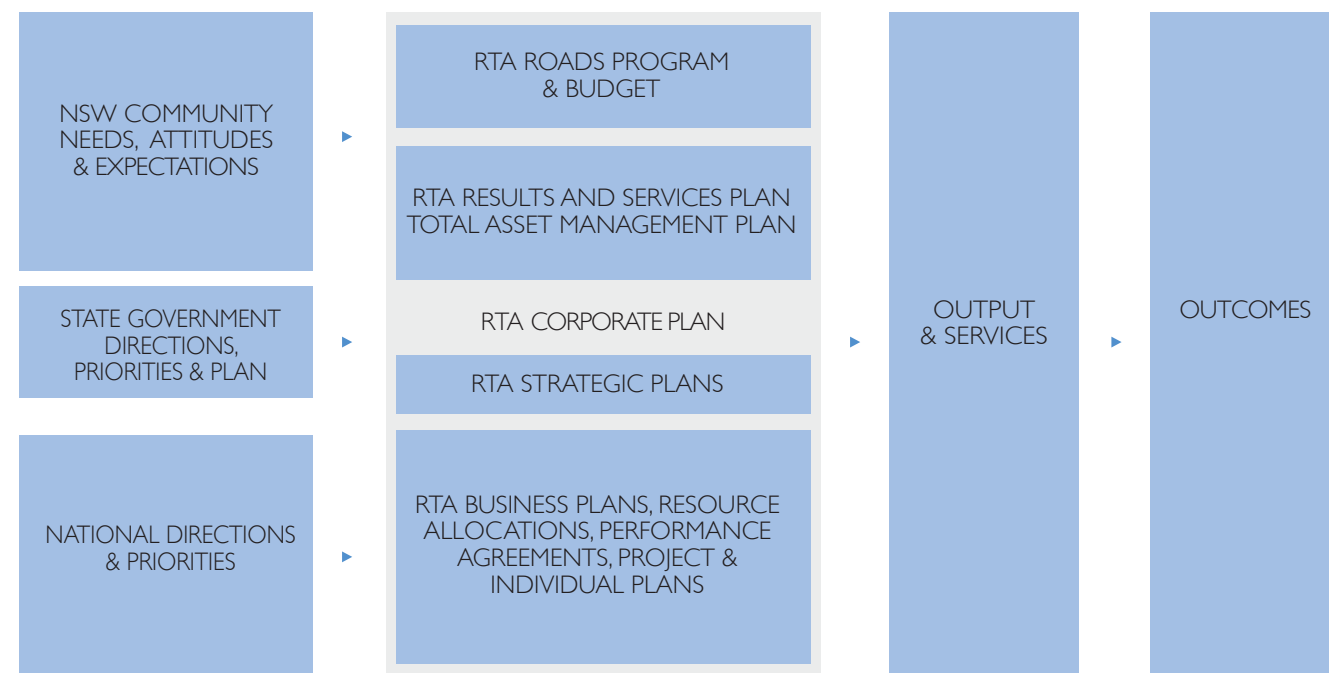 NSW COMMUNITY
NEEDS, ATTITUDES
& EXPECTATIONS
STATE GOVERNMENT
DIRECTIONS,
PRIORITIES & PLAN
NATIONAL DIRECTIONS
& PRIORITIES
RTA ROADS PROGRAM
& BUDGET
RTA RESULTS AND SERVICES PLAN
TOTAL ASSET MANAGEMENT PLAN
RTA CORPORATE PLAN
RTA STRATEGIC PLANS
RTA BUSINESS PLANS, RESOURCE
ALLOCATIONS, PERFORMANCE
AGREEMENTS, PROJECT &
INDIVIDUAL PLANS
OUTPUT
& SERVICES
OUTCOMES